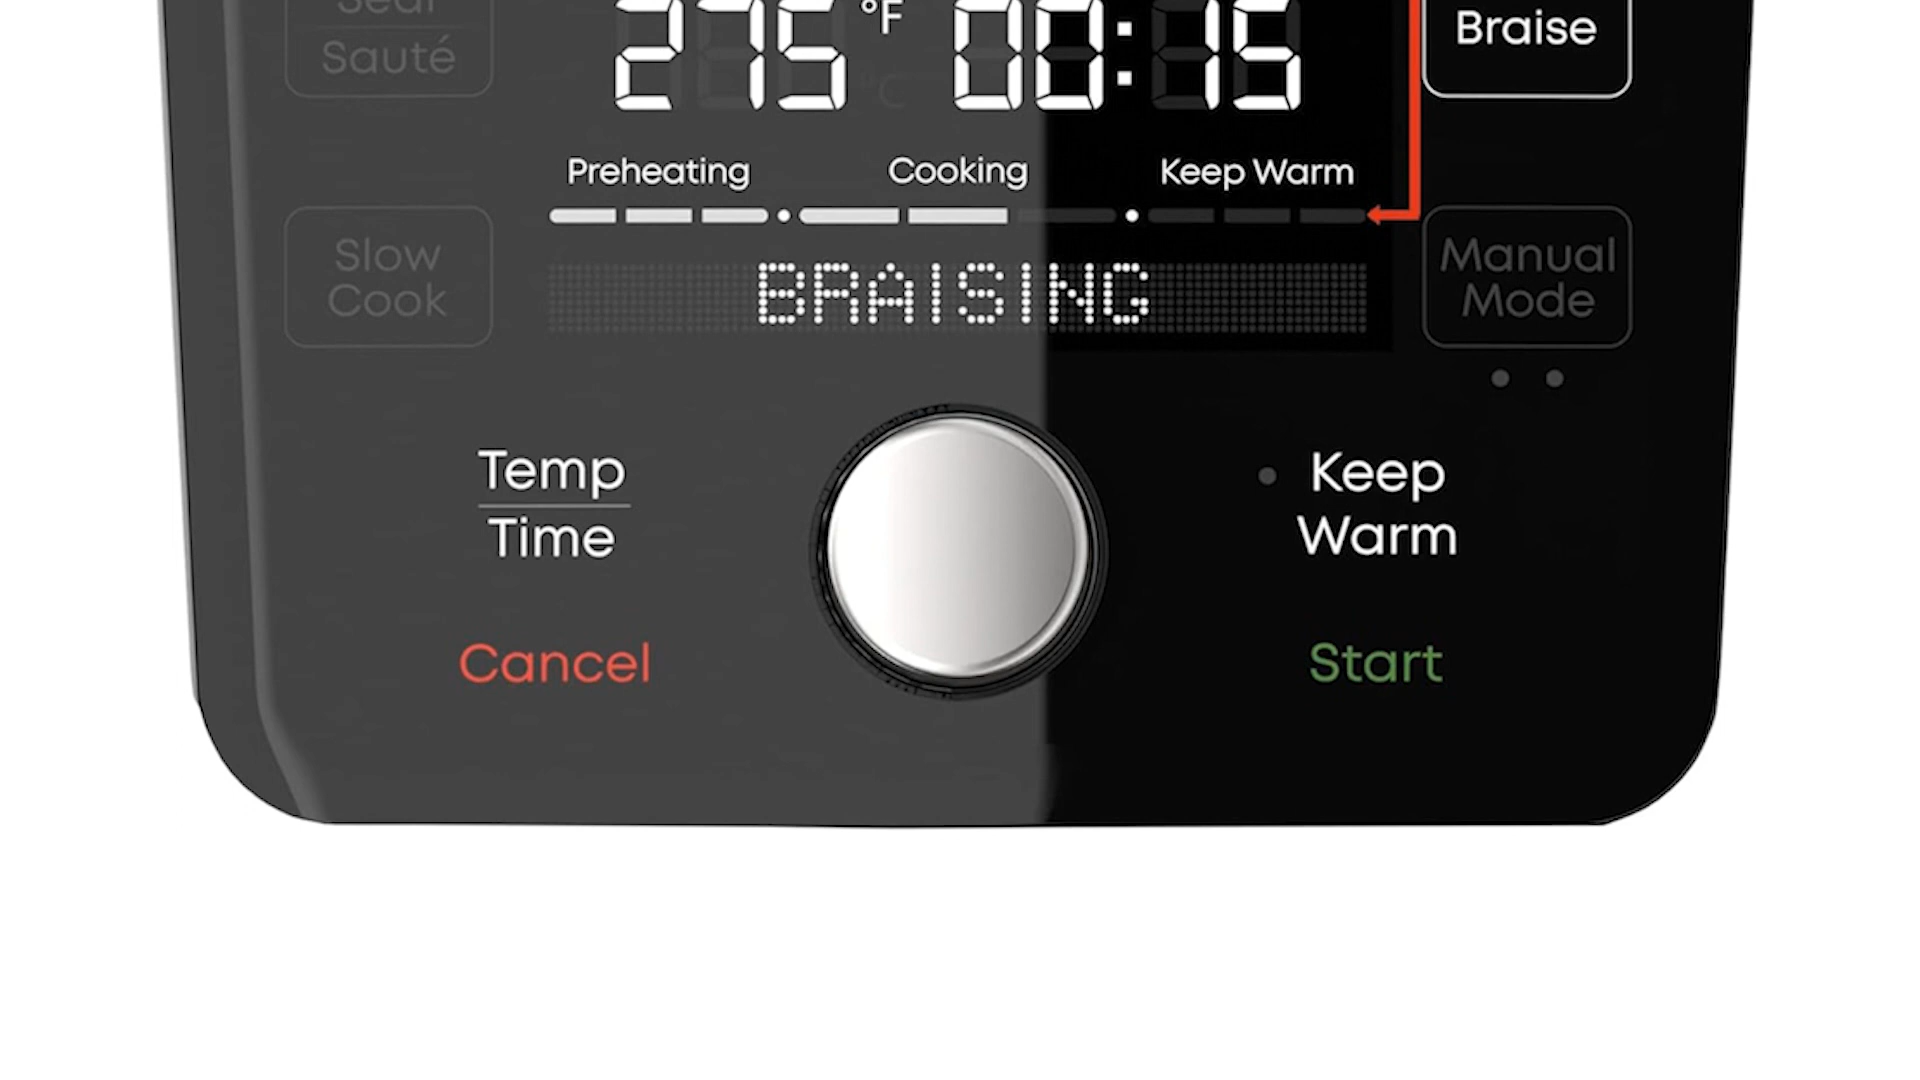 Sear
Sauté
275 °F 00:15
°C
Braise
Preheating Cooking Keep Warm
BRAISING
Slow
Cook
Manual
Mode
Temp
Time
Keep
Warm
Cancel
Start